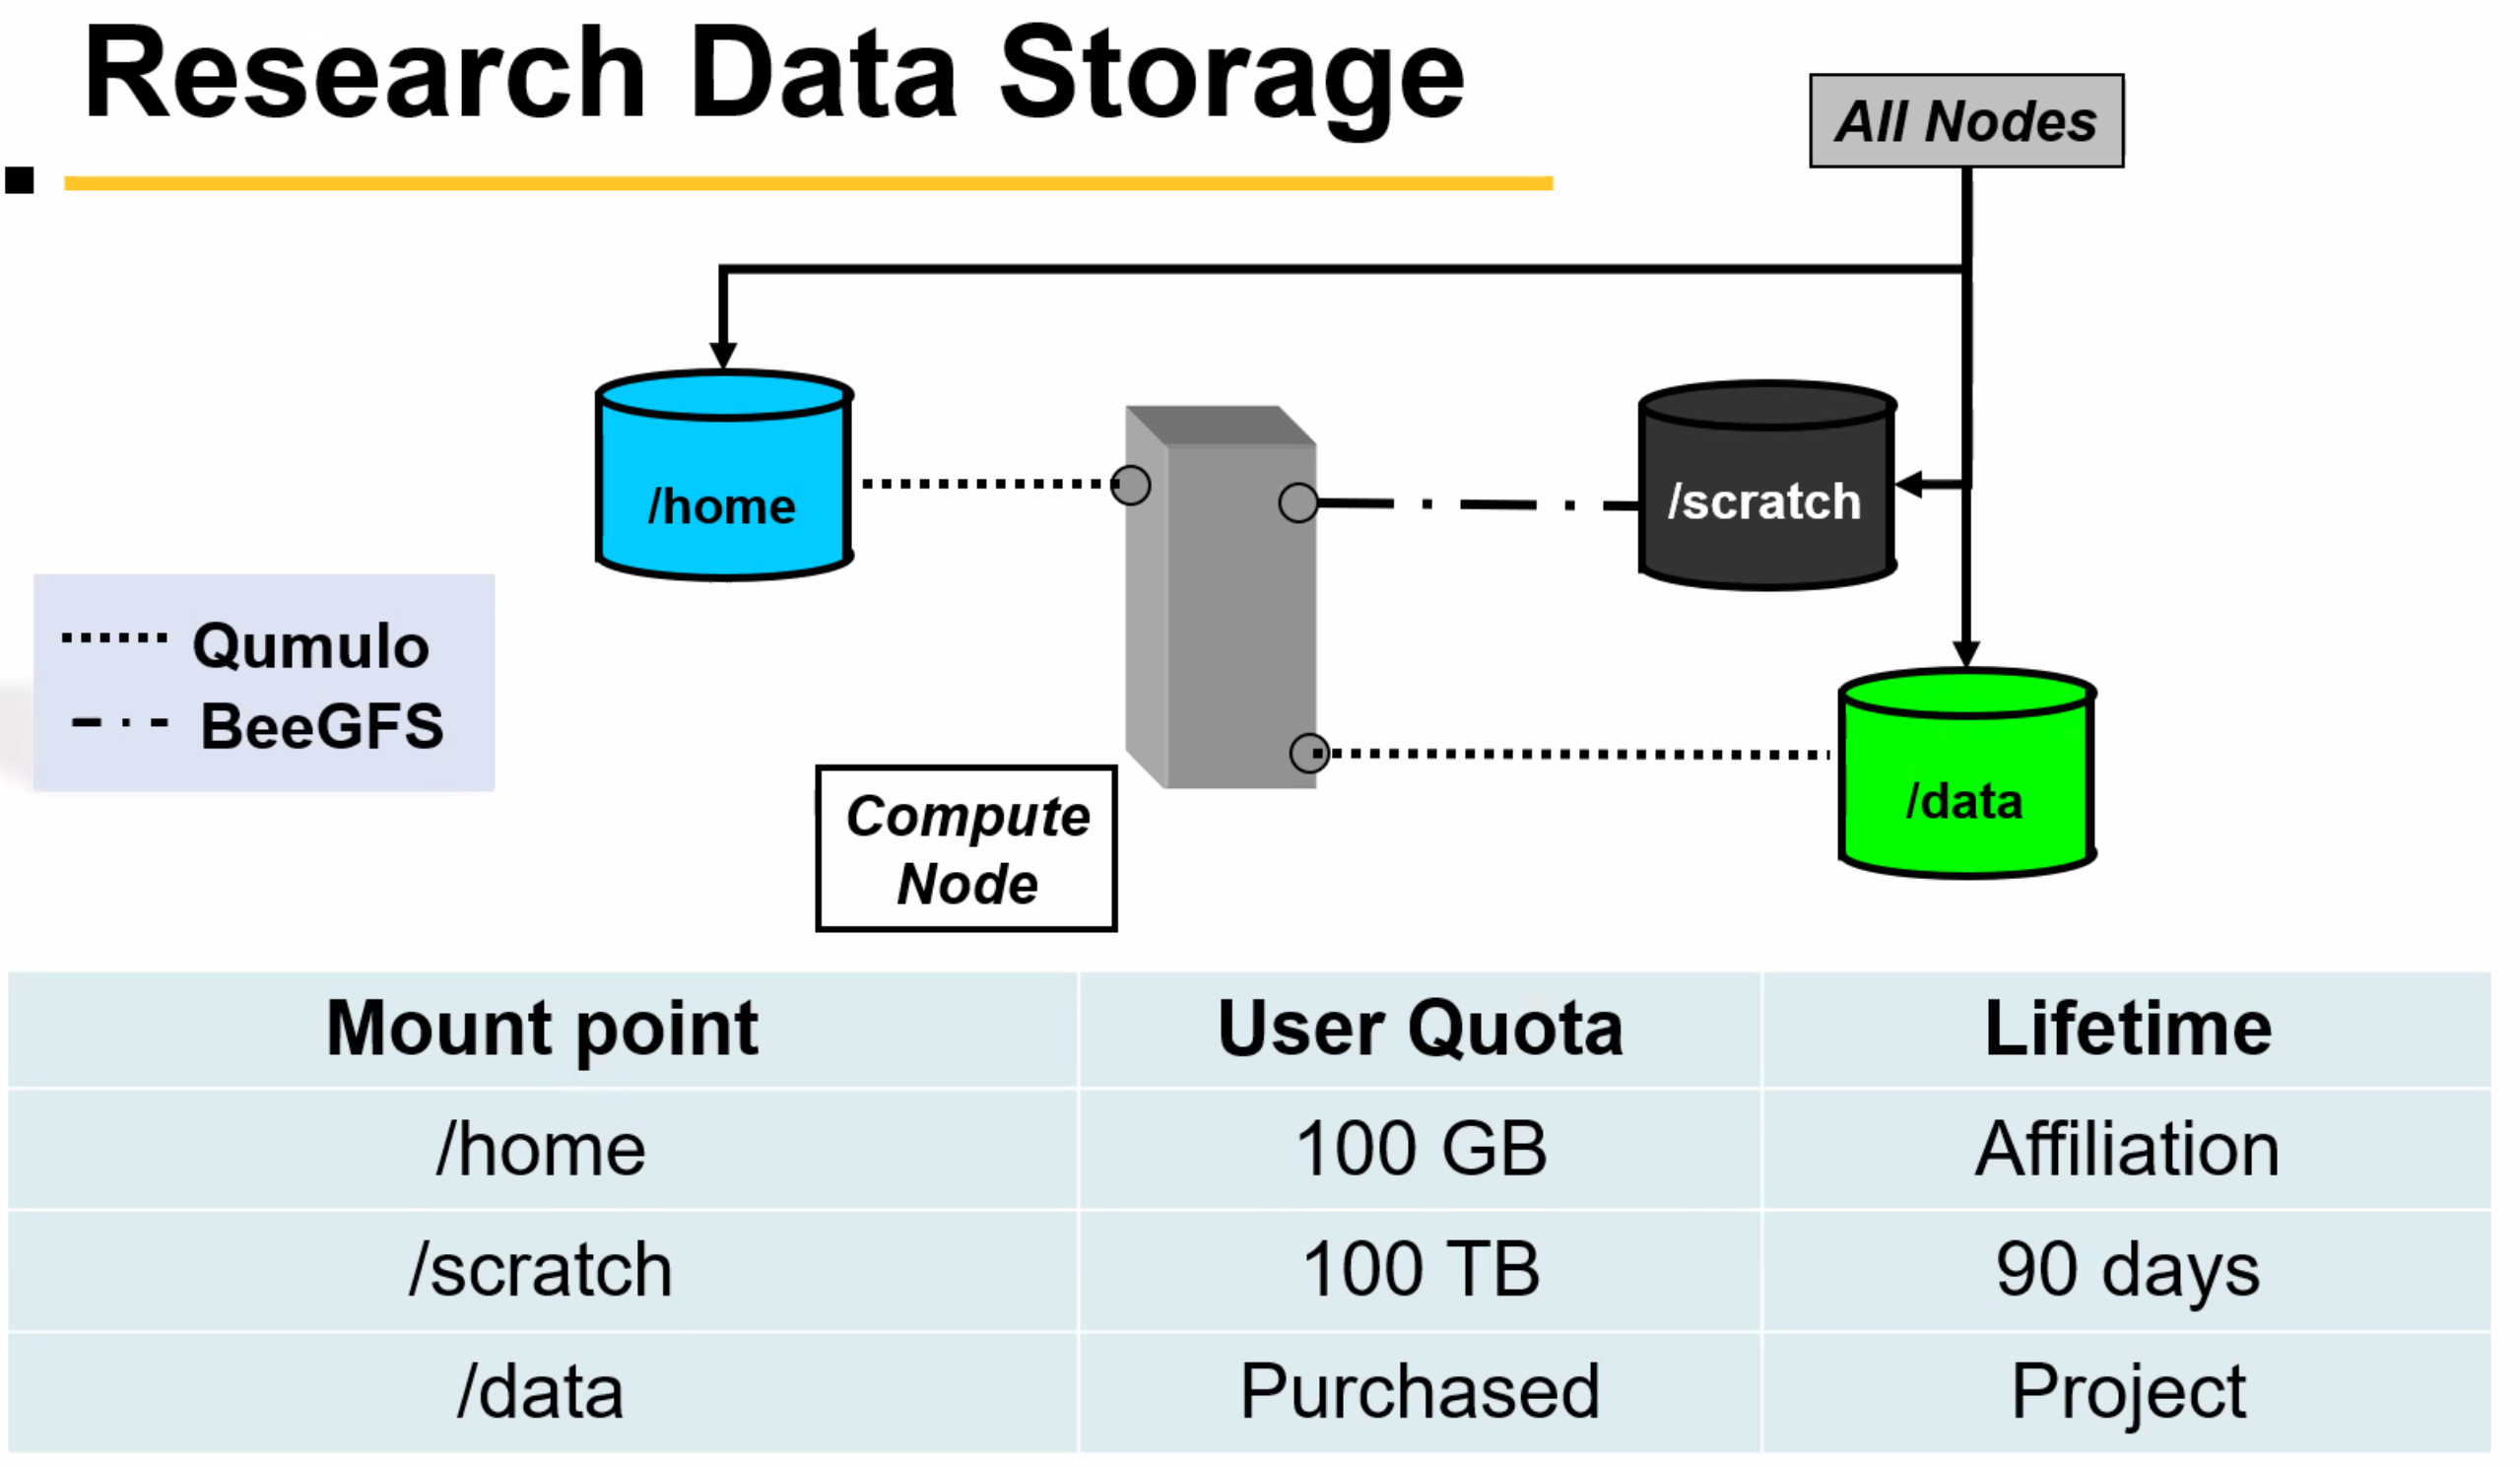 Research Data Storage
All Nodes
/home
/scratch
Qumulo
BeeGFS
/data
Compute
Node
Mount point User Quota Lifetime
/home 100 GB Affiliation
/scratch 100 TB 90 days
/data Purchased Project